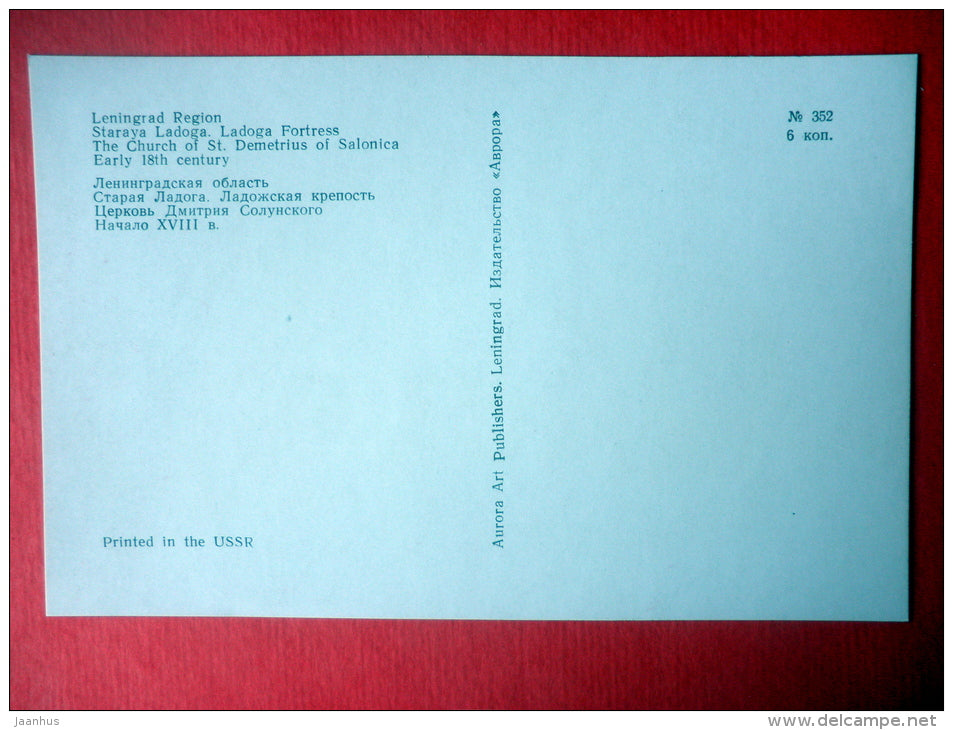 Leningrad Region
Staraya Ladoga. Ladoga Fortress
The Church of St. Demetrius of Salonica
Early 18th century
Ленинградская область
Старая Ладога. Ладожская крепость
Церковь Дмитрия Солунского
Начало XVIII в.
Printed in the USSR
Aurora Art Publishers. Leningrad. Издательство «Аврора»
№ 352
6 коп.
jaanhus
www.delcampe.net